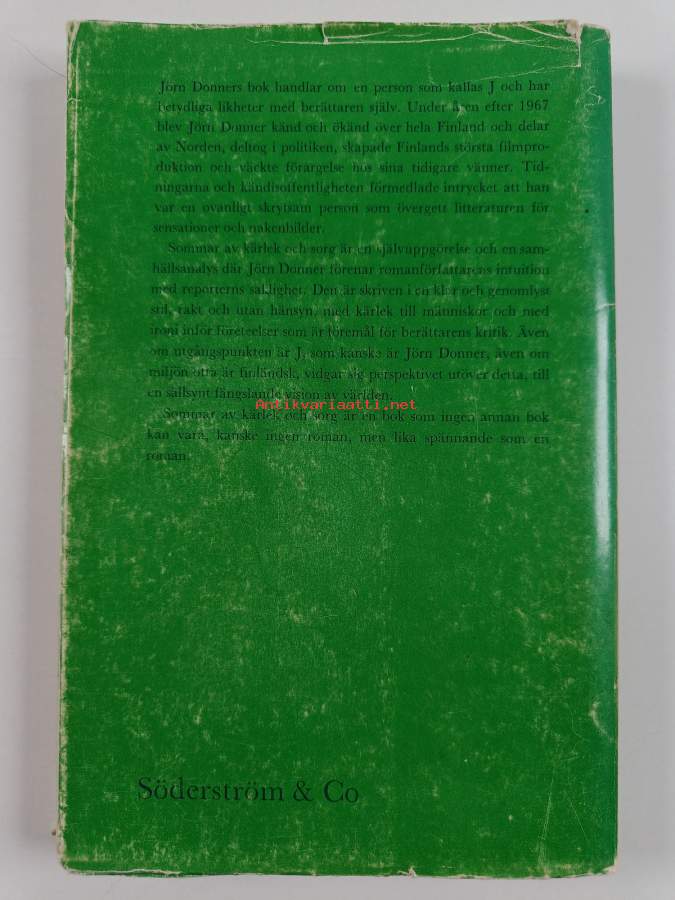 Jörn Donners bok handlar om en person som kallas J och har
betydliga likheter med berättaren själv. Under åren efter 1967
blev Jörn Donner känd och ökänd över hela Finland och delar
av Norden, deltog i politiken, skapade Finlands största filmpro-
duktion och väckte förargelse hos sina tidigare vänner. Tid-
ningarna och kändisoffentligheten förmedlade intrycket att han
var en ovanligt skrytsam person som övergett litteraturen för
sensationer och nakenbilder.
Sommar av kärlek och sorg är en självuppgörelse och en sam-
hällsanalys där Jörn Donner förenar romanförfattarens intuition
med reporterns saklighet. Den är skriven i en klar och genomlyst
stil, rakt och utan hänsyn, med kärlek till människor och med
ironi inför företeelser som är föremål för berättarens kritik. Även
om utgångspunkten är J, som kanske är Jörn Donner, även om
miljön ofta är finländsk, vidgar sig perspektivet utöver detta, till
en sällsynt fängslande vision av världen.
Antikvariaatti.net
Sommar av kärlek och sorg är en bok som ingen annan bok
kan vara, kanske ingen roman, men lika spännande som en
roman.
Söderström & Co